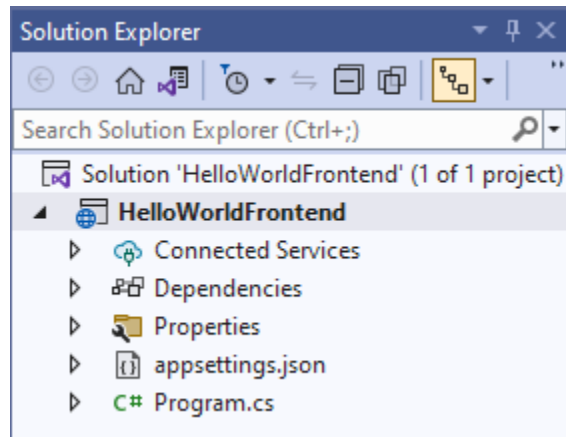 Solution Explorer
Search Solution Explorer (Ctrl+;)
Solution 'HelloWorldFrontend' (1 of 1 project)
HelloWorldFrontend
Connected Services
Dependencies
Properties
appsettings.json
C# Program.cs